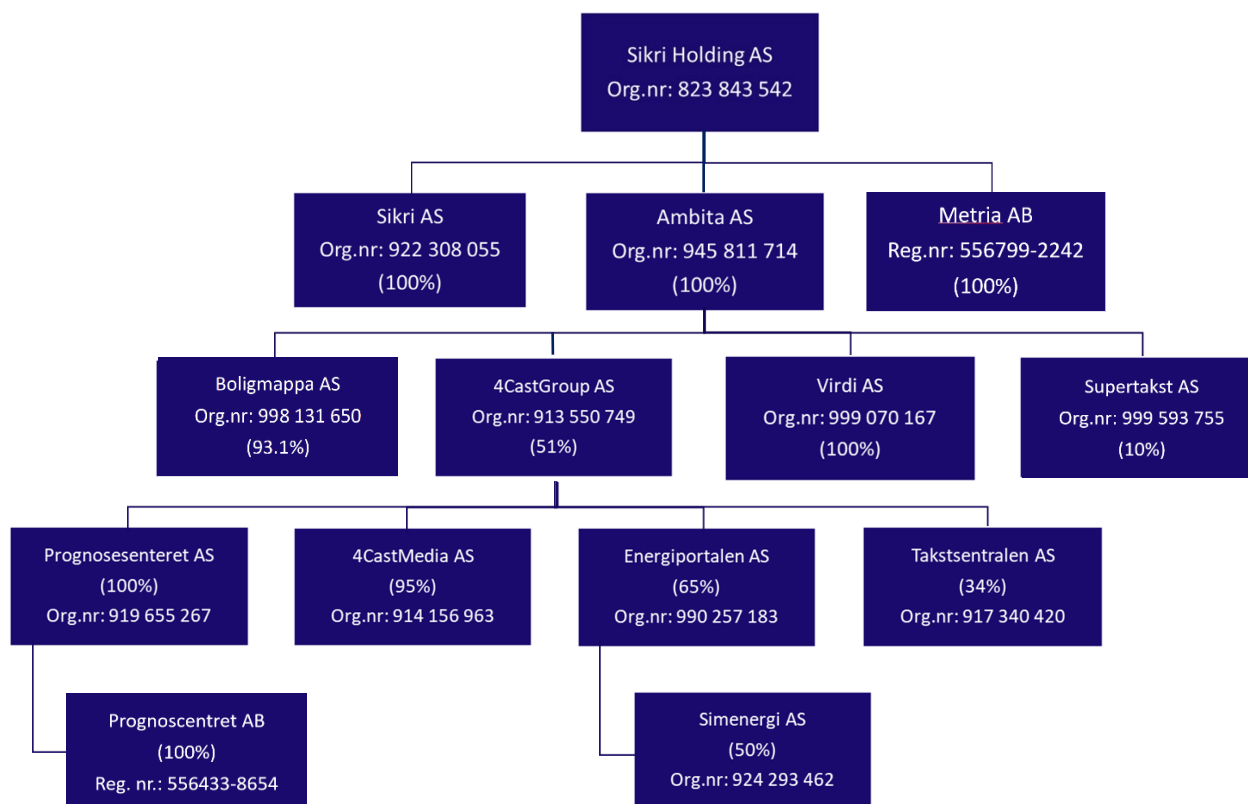 Sikri Holding AS
Org.nr: 823 843 542
Sikri AS
Org.nr: 922 308 055
(100%)
Ambita AS
Org.nr: 945 811 714
(100%)
Metria AB
Reg.nr: 556799-2242
(100%)
Boligmappa AS
Org.nr: 998 131 650
(93.1%)
4CastGroup AS
Org.nr: 913 550 749
(51%)
Virdi AS
Org.nr: 999 070 167
(100%)
Supertakst AS
Org.nr: 999 593 755
(10%)
Prognosesenteret AS
(100%)
Org.nr: 919 655 267
4CastMedia AS
(95%)
Org.nr: 914 156 963
Energiportalen AS
(65%)
Org.nr: 990 257 183
Takstsentralen AS
(34%)
Org.nr: 917 340 420
Prognoscentret AB
(100%)
Reg. nr.: 556433-8654
Simenergi AS
(50%)
Org.nr: 924 293 462